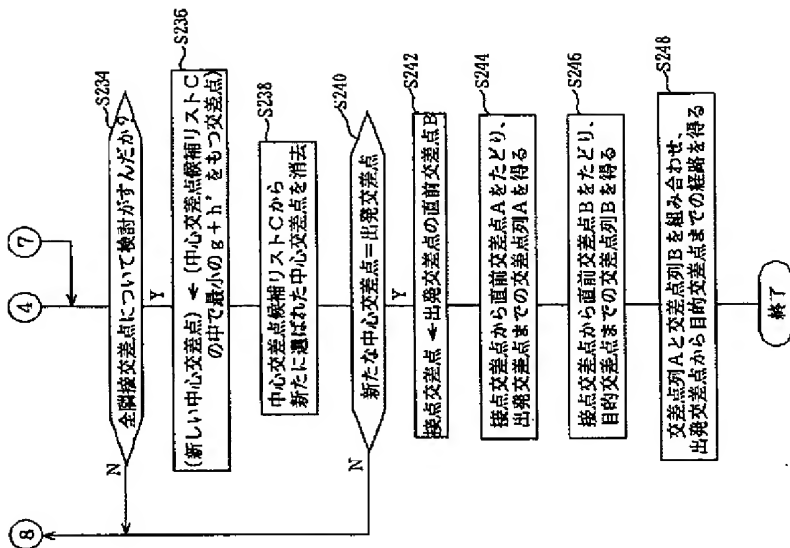 ④
⑦
S234
全隣接交差点について検討がすんだか?
N
Y
S236
(新しい中心交差点) ← (中心交差点候補リストC
の中で最小のg+h'をもつ交差点)
S238
中心交差点候補リストCから
新たに選ばれた中心交差点を消去
S240
新たな中心交差点=出発交差点
N
Y
⑧
S242
接点交差点 ← 出発交差点の直前交差点B
S244
接点交差点から直前交差点Aをたどり、
出発交差点までの交差点列Aを得る
S246
接点交差点から直前交差点Bをたどり、
目的交差点までの交差点列Bを得る
S248
交差点列Aと交差点列Bを組み合わせ、
出発交差点から目的交差点までの経路を得る
終了